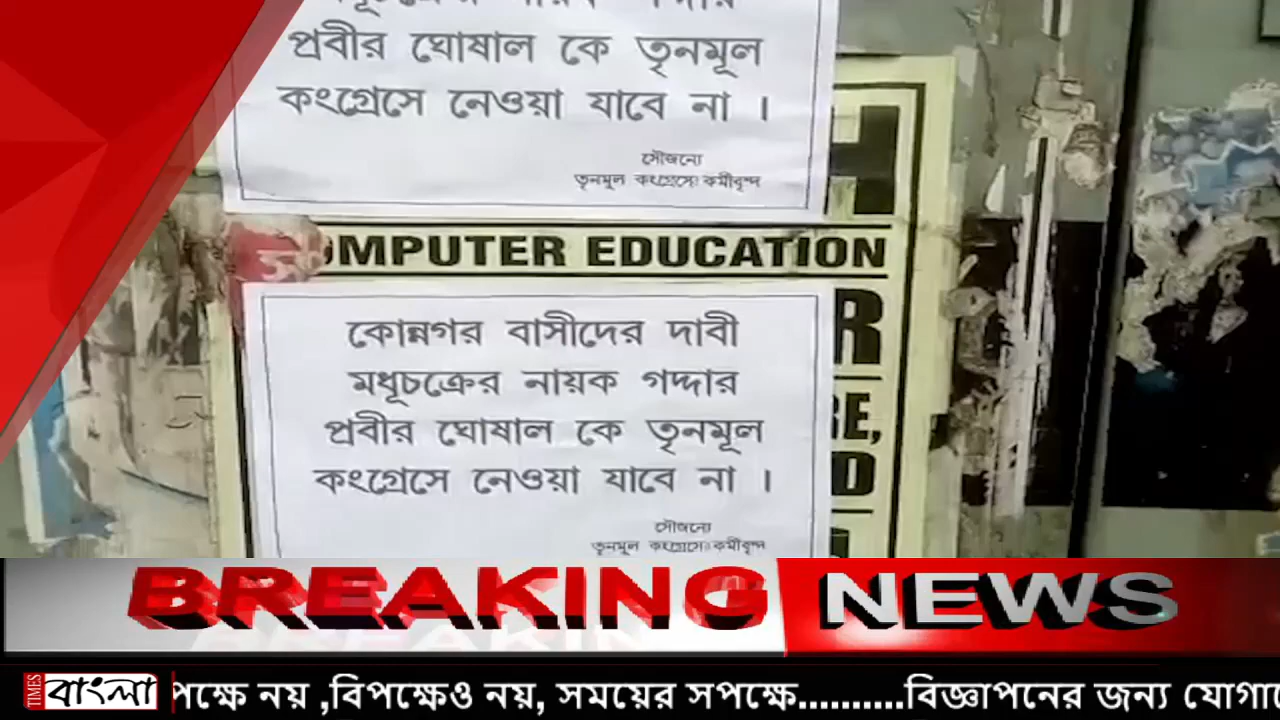 প্রবীর ঘোষাল কে তৃনমূল
কংগ্রেসে নেওয়া যাবে না ।
সৌজন্যে
তৃনমূল কংগ্রেসে কর্মীবৃন্দ
COMPUTER EDUCATION
কোন্নগর বাসীদের দাবী
মধূচক্রের নায়ক গদ্দার
প্রবীর ঘোষাল কে তৃনমূল
কংগ্রেসে নেওয়া যাবে না ।
সৌজন্যে
তৃনমূল কংগ্রেসে কর্মীবৃন্দ
BREAKING NEWS
TIMES বাংলা পক্ষে নয় ,বিপক্ষেও নয়, সময়ের সপক্ষে..........বিজ্ঞাপনের জন্য